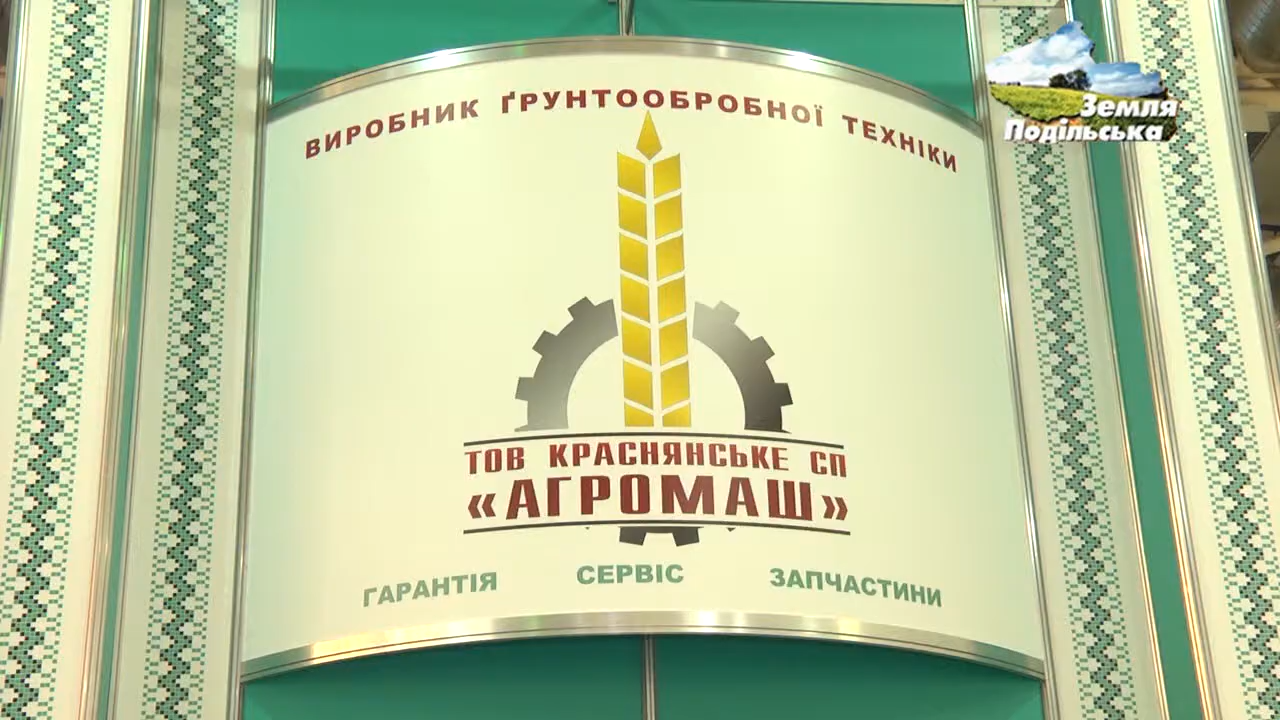 ВИРОБНИК ҐРУНТООБРОБНОЇ ТЕХНІКИ
Земля
Подільська
ТОВ КРАСНЯНСЬКЕ СП
«АГРОМАШ»
ГАРАНТІЯ СЕРВІС ЗАПЧАСТИНИ